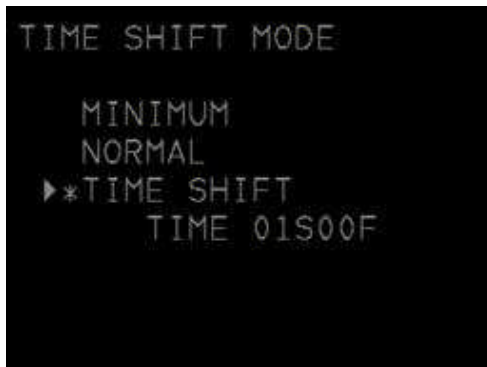 TIME SHIFT MODE
MINIMUM
NORMAL
▶*TIME SHIFT
TIME 01S00F